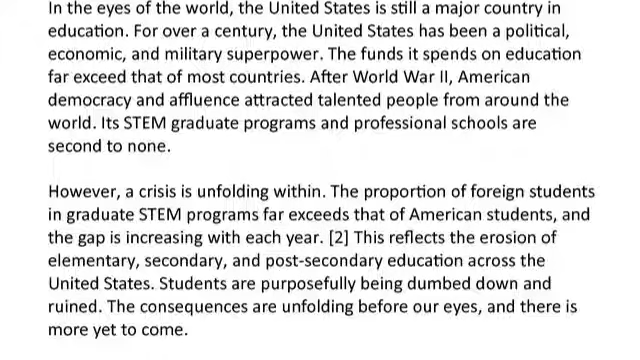 In the eyes of the world, the United States is still a major country in
education. For over a century, the United States has been a political,
economic, and military superpower. The funds it spends on education
far exceed that of most countries. After World War II, American
democracy and affluence attracted talented people from around the
world. Its STEM graduate programs and professional schools are
second to none.
However, a crisis is unfolding within. The proportion of foreign students
in graduate STEM programs far exceeds that of American students, and
the gap is increasing with each year. [2] This reflects the erosion of
elementary, secondary, and post-secondary education across the
United States. Students are purposefully being dumbed down and
ruined. The consequences are unfolding before our eyes, and there is
more yet to come.